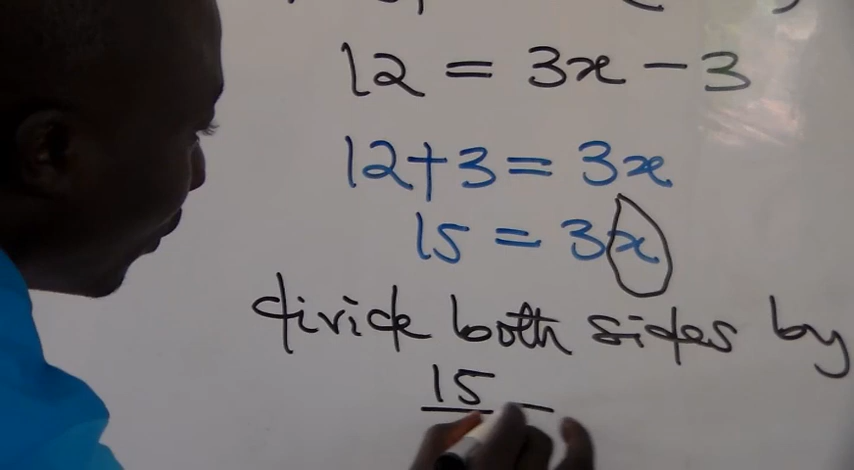 12 = 3x - 3
12+3 = 3x
15 = 3x
divide both sides by
15